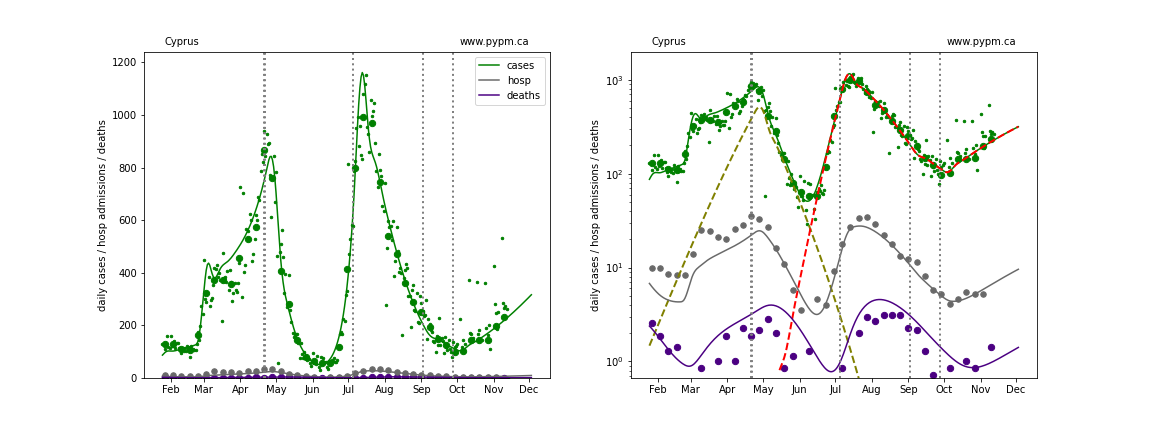 Cyprus www.pypm.ca
daily cases / hosp admissions / deaths
1200
1000
800
600
400
200
0
cases
hosp
deaths
Feb Mar Apr May Jun Jul Aug Sep Oct Nov Dec
Cyprus www.pypm.ca
daily cases / hosp admissions / deaths
10³
10²
10¹
10⁰
Feb Mar Apr May Jun Jul Aug Sep Oct Nov Dec